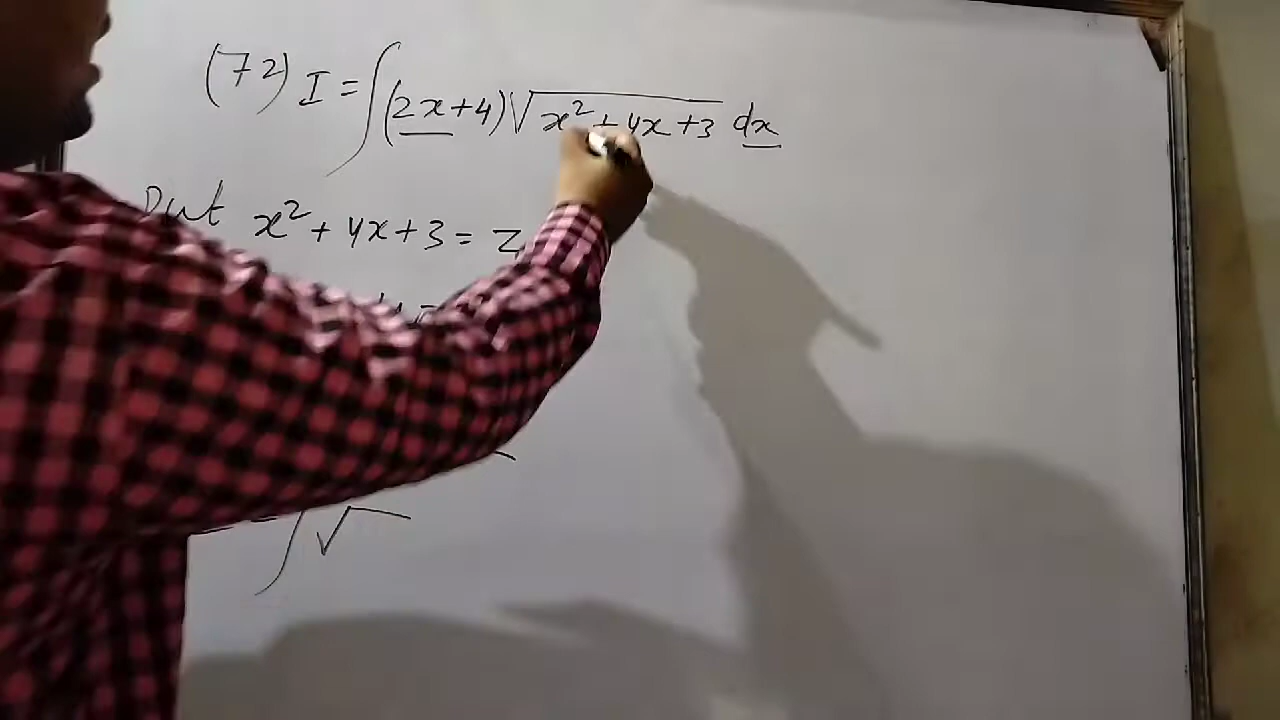 (72) I = ∫(2x+4)√x²+4x+3 dx
Put x²+4x+3 = z
∫√